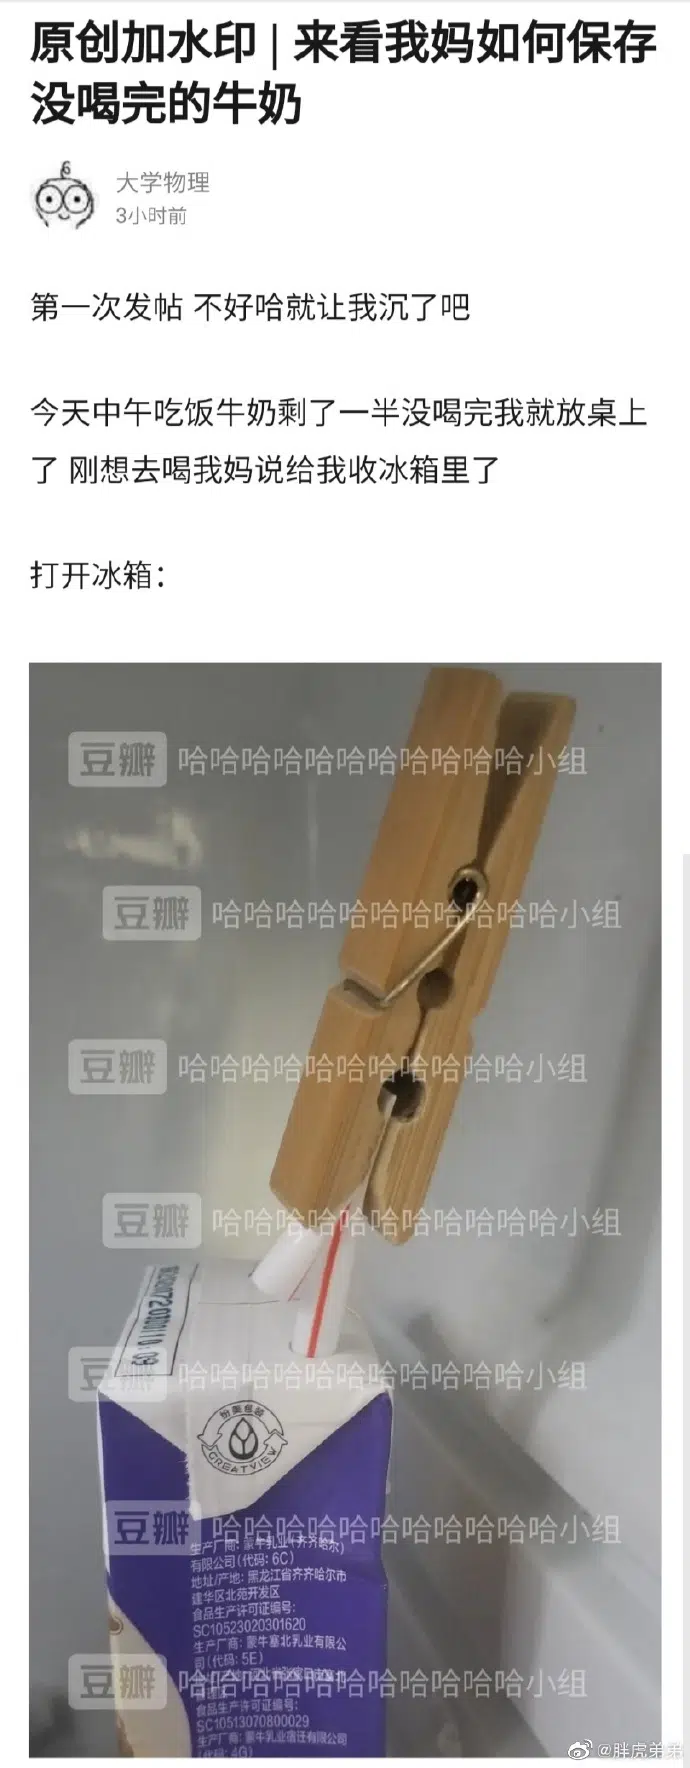 原创加水印 | 来看我妈如何保存
没喝完的牛奶
大学物理
3小时前
第一次发帖 不好哈就让我沉了吧
今天中午吃饭牛奶剩了一半没喝完我就放桌上
了 刚想去喝我妈说给我收冰箱里了
打开冰箱：
豆瓣 哈哈哈哈哈哈哈哈哈哈哈小组
豆瓣 哈哈哈哈哈哈哈哈哈哈哈小组
豆瓣 哈哈哈哈哈哈哈哈哈哈哈小组
豆瓣 哈哈哈哈哈哈哈哈哈哈哈小组
豆瓣 哈哈哈哈哈哈哈哈哈哈哈小组
纷美包装
GREATVIEW
豆瓣 哈哈哈哈哈哈哈哈哈哈哈小组
生产厂商: 蒙牛乳业(齐齐哈尔)
有限公司(代码: 6C)
地址/产地: 黑龙江省齐齐哈尔市
建华区北苑开发区
食品生产许可证编号:
SC10523020301620
生产厂商: 蒙牛塞北乳业有限公
司(代码: 5E)
豆瓣 哈哈哈哈哈哈哈哈哈哈哈小组
食品生产许可证编号:
SC10513070800029
生产厂商: 蒙牛乳业宿迁有限公司
(代码: 4G)
@胖虎弟弟